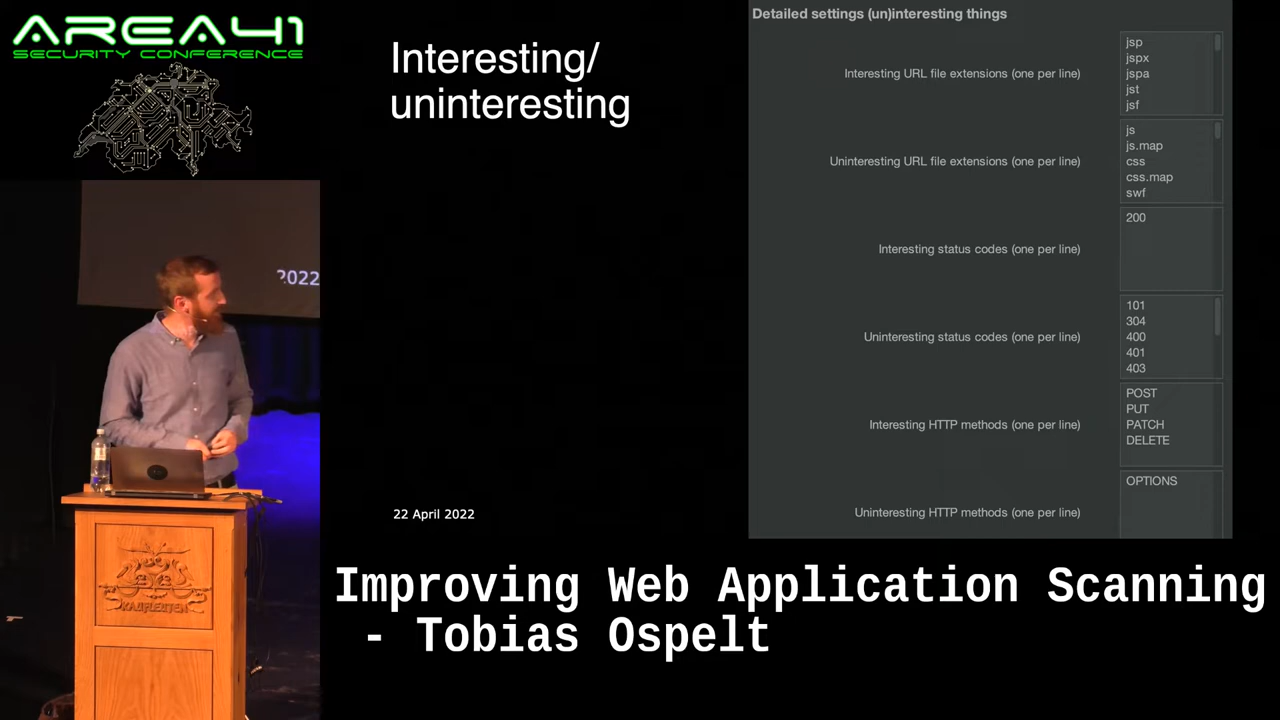 AREA41
SECURITY CONFERENCE
Interesting/
uninteresting
Detailed settings (un)interesting things
Interesting URL file extensions (one per line)
jsp
jspx
jspa
jst
jsf
Uninteresting URL file extensions (one per line)
js
js.map
css
css.map
swf
Interesting status codes (one per line)
200
Uninteresting status codes (one per line)
101
304
400
401
403
Interesting HTTP methods (one per line)
POST
PUT
PATCH
DELETE
Uninteresting HTTP methods (one per line)
OPTIONS
2022
22 April 2022
KAUFLEUTEN
Improving Web Application Scanning
- Tobias Ospelt